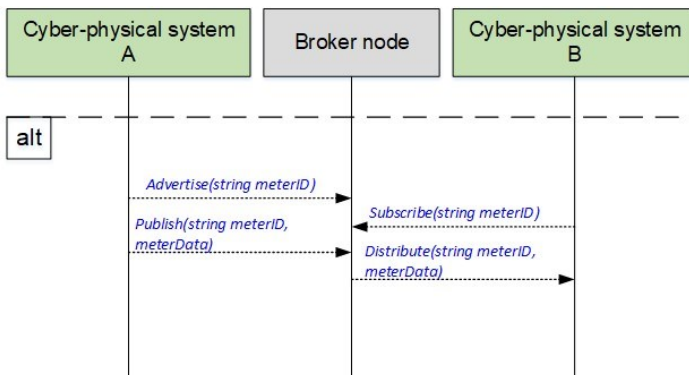 Cyber-physical system
A
Broker node
Cyber-physical system
B
alt
Advertise(string meterID)
Subscribe(string meterID)
Publish(string meterID,
meterData)
Distribute(string meterID,
meterData)